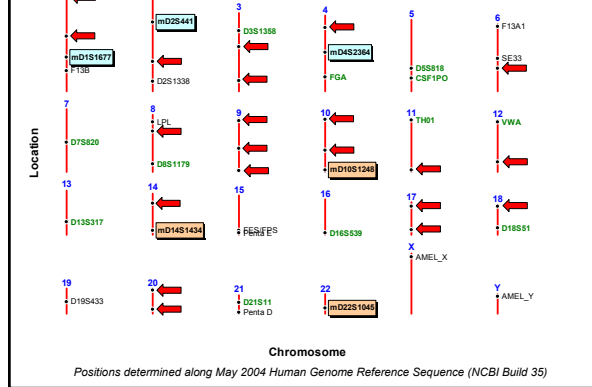 mD2S441
3
D3S1358
4
mD4S2364
FGA
5
D5S818
CSF1PO
6
F13A1
SE33
mD1S1677
F13B
D2S1338
7
D7S820
8
LPL
D8S1179
9
10
mD10S1248
11
TH01
12
VWA
Location
13
D13S317
14
mD14S1434
15
FES/FPS
Penta E
16
D16S539
17
18
D18S51
X
AMEL_X
19
D19S433
20
21
D21S11
Penta D
22
mD22S1045
Y
AMEL_Y
Chromosome
Positions determined along May 2004 Human Genome Reference Sequence (NCBI Build 35)